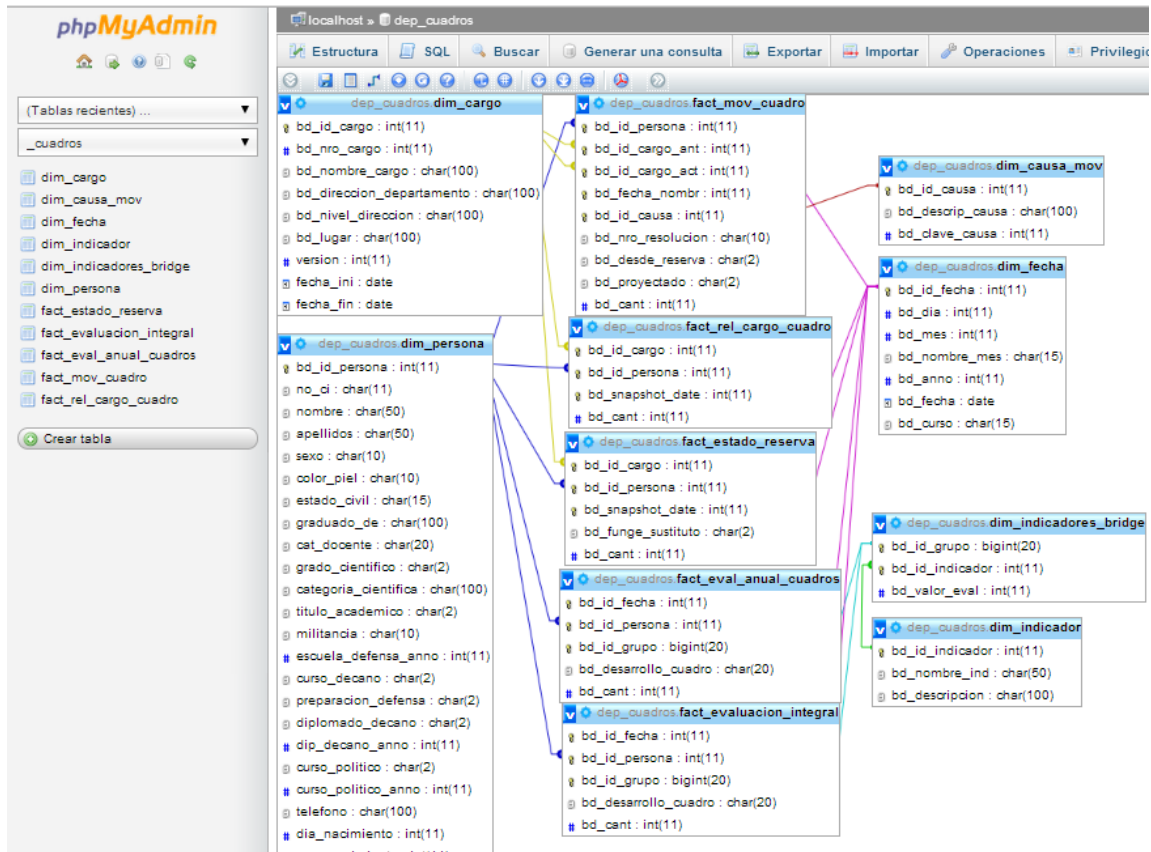 phpMyAdmin
(Tablas recientes) ...
_cuadros
dim_cargo
dim_causa_mov
dim_fecha
dim_indicador
dim_indicadores_bridge
dim_persona
fact_estado_reserva
fact_evaluacion_integral
fact_eval_anual_cuadros
fact_mov_cuadro
fact_rel_cargo_cuadro
Crear tabla
localhost » dep_cuadros
Estructura SQL Buscar Generar una consulta Exportar Importar Operaciones
dep_cuadros.dim_cargo
bd_id_cargo : int(11)
# bd_nro_cargo : int(11)
bd_nombre_cargo : char(100)
bd_direccion_departamento : char(100)
bd_nivel_direccion : char(100)
bd_lugar : char(100)
# version : int(11)
fecha_ini : date
fecha_fin : date
dep_cuadros.dim_persona
bd_id_persona : int(11)
no_ci : char(11)
nombre : char(50)
apellidos : char(50)
sexo : char(10)
color_piel : char(10)
estado_civil : char(15)
graduado_de : char(100)
cat_docente : char(20)
grado_cientifico : char(2)
categoria_cientifica : char(100)
titulo_academico : char(2)
militancia : char(10)
# escuela_defensa_anno : int(11)
curso_decano : char(2)
preparacion_defensa : char(2)
diplomado_decano : char(2)
# dip_decano_anno : int(11)
curso_politico : char(2)
# curso_politico_anno : int(11)
telefono : char(100)
# dia_nacimiento : int(11)
dep_cuadros.fact_mov_cuadro
bd_id_persona : int(11)
bd_id_cargo_ant : int(11)
bd_id_cargo_act : int(11)
bd_fecha_nombr : int(11)
bd_id_causa : int(11)
bd_nro_resolucion : char(10)
bd_desde_reserva : char(2)
bd_proyectado : char(2)
# bd_cant : int(11)
dep_cuadros.fact_rel_cargo_cuadro
bd_id_cargo : int(11)
bd_id_persona : int(11)
bd_snapshot_date : int(11)
# bd_cant : int(11)
dep_cuadros.fact_estado_reserva
bd_id_cargo : int(11)
bd_id_persona : int(11)
bd_snapshot_date : int(11)
bd_funge_sustituto : char(2)
# bd_cant : int(11)
dep_cuadros.fact_eval_anual_cuadros
bd_id_fecha : int(11)
bd_id_persona : int(11)
bd_id_grupo : bigint(20)
bd_desarrollo_cuadro : char(20)
# bd_cant : int(11)
dep_cuadros.fact_evaluacion_integral
bd_id_fecha : int(11)
bd_id_persona : int(11)
bd_id_grupo : bigint(20)
bd_desarrollo_cuadro : char(20)
# bd_cant : int(11)
dep_cuadros.dim_causa_mov
bd_id_causa : int(11)
bd_descrip_causa : char(100)
# bd_clave_causa : int(11)
dep_cuadros.dim_fecha
bd_id_fecha : int(11)
# bd_dia : int(11)
# bd_mes : int(11)
bd_nombre_mes : char(15)
# bd_anno : int(11)
bd_fecha : date
bd_curso : char(15)
dep_cuadros.dim_indicadores_bridge
bd_id_grupo : bigint(20)
bd_id_indicador : int(11)
# bd_valor_eval : int(11)
dep_cuadros.dim_indicador
bd_id_indicador : int(11)
bd_nombre_ind : char(50)
bd_descripcion : char(100)